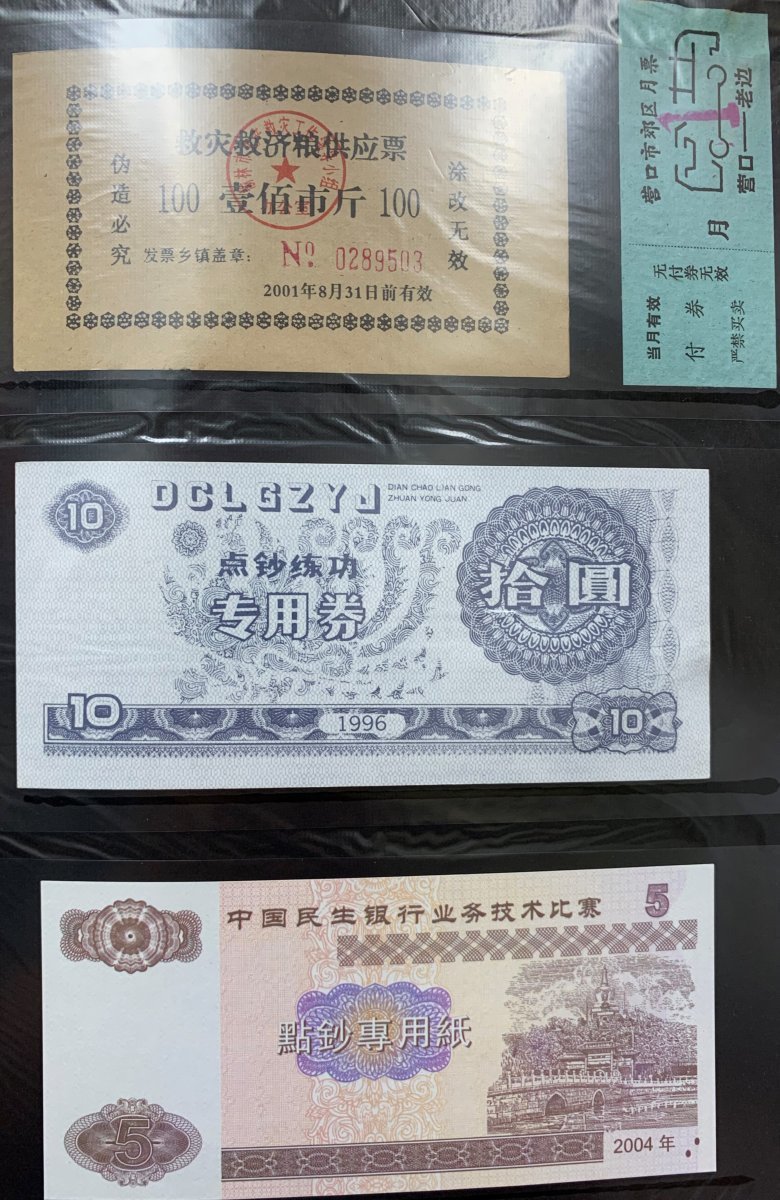 救灾救济粮供应票
伪造必究
100 壹佰市斤 100
涂改无效
发票乡镇盖章:
No. 0289503
2001年8月31日前有效
营口市郊区月票
营口—老边
月
无付券无效
当月有效
付券
严禁买卖
10
DCLGZYJ
DIAN CHAO LIAN GONG
ZHUAN YONG JUAN
点钞练功
专用券
拾圓
10
1996
10
中国民生银行业务技术比赛
5
點鈔專用紙
5
2004年